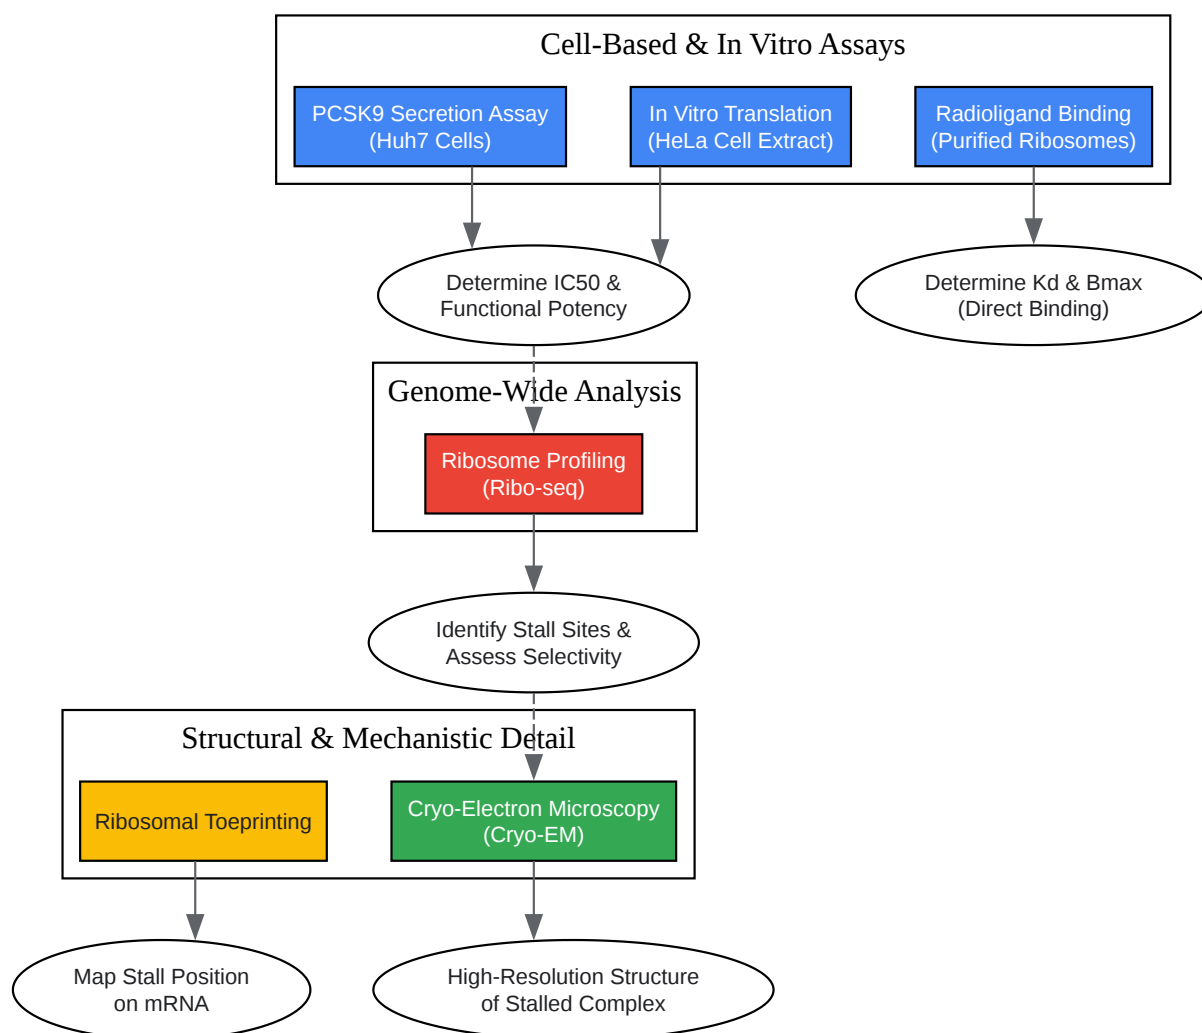 Cell-Based & In Vitro Assays
PCSK9 Secretion Assay
(Huh7 Cells)
In Vitro Translation
(HeLa Cell Extract)
Radioligand Binding
(Purified Ribosomes)
Determine IC50 &
Functional Potency
Determine Kd & Bmax
(Direct Binding)
Genome-Wide Analysis
Ribosome Profiling
(Ribo-seq)
Identify Stall Sites &
Assess Selectivity
Structural & Mechanistic Detail
Ribosomal Toeprinting
Cryo-Electron Microscopy
(Cryo-EM)
Map Stall Position
on mRNA
High-Resolution Structure
of Stalled Complex